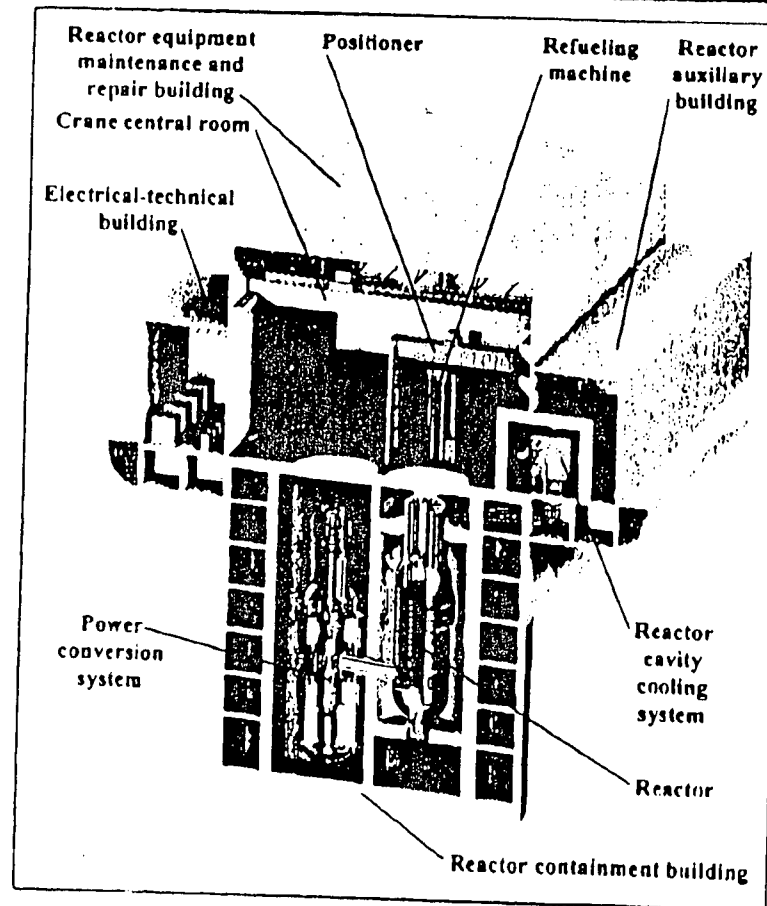 Reactor equipment
maintenance and
repair building
Positioner
Refueling
machine
Reactor
auxiliary
building
Crane central room
Electrical-technical
building
Power
conversion
system
Reactor
cavity
cooling
system
Reactor
Reactor containment building